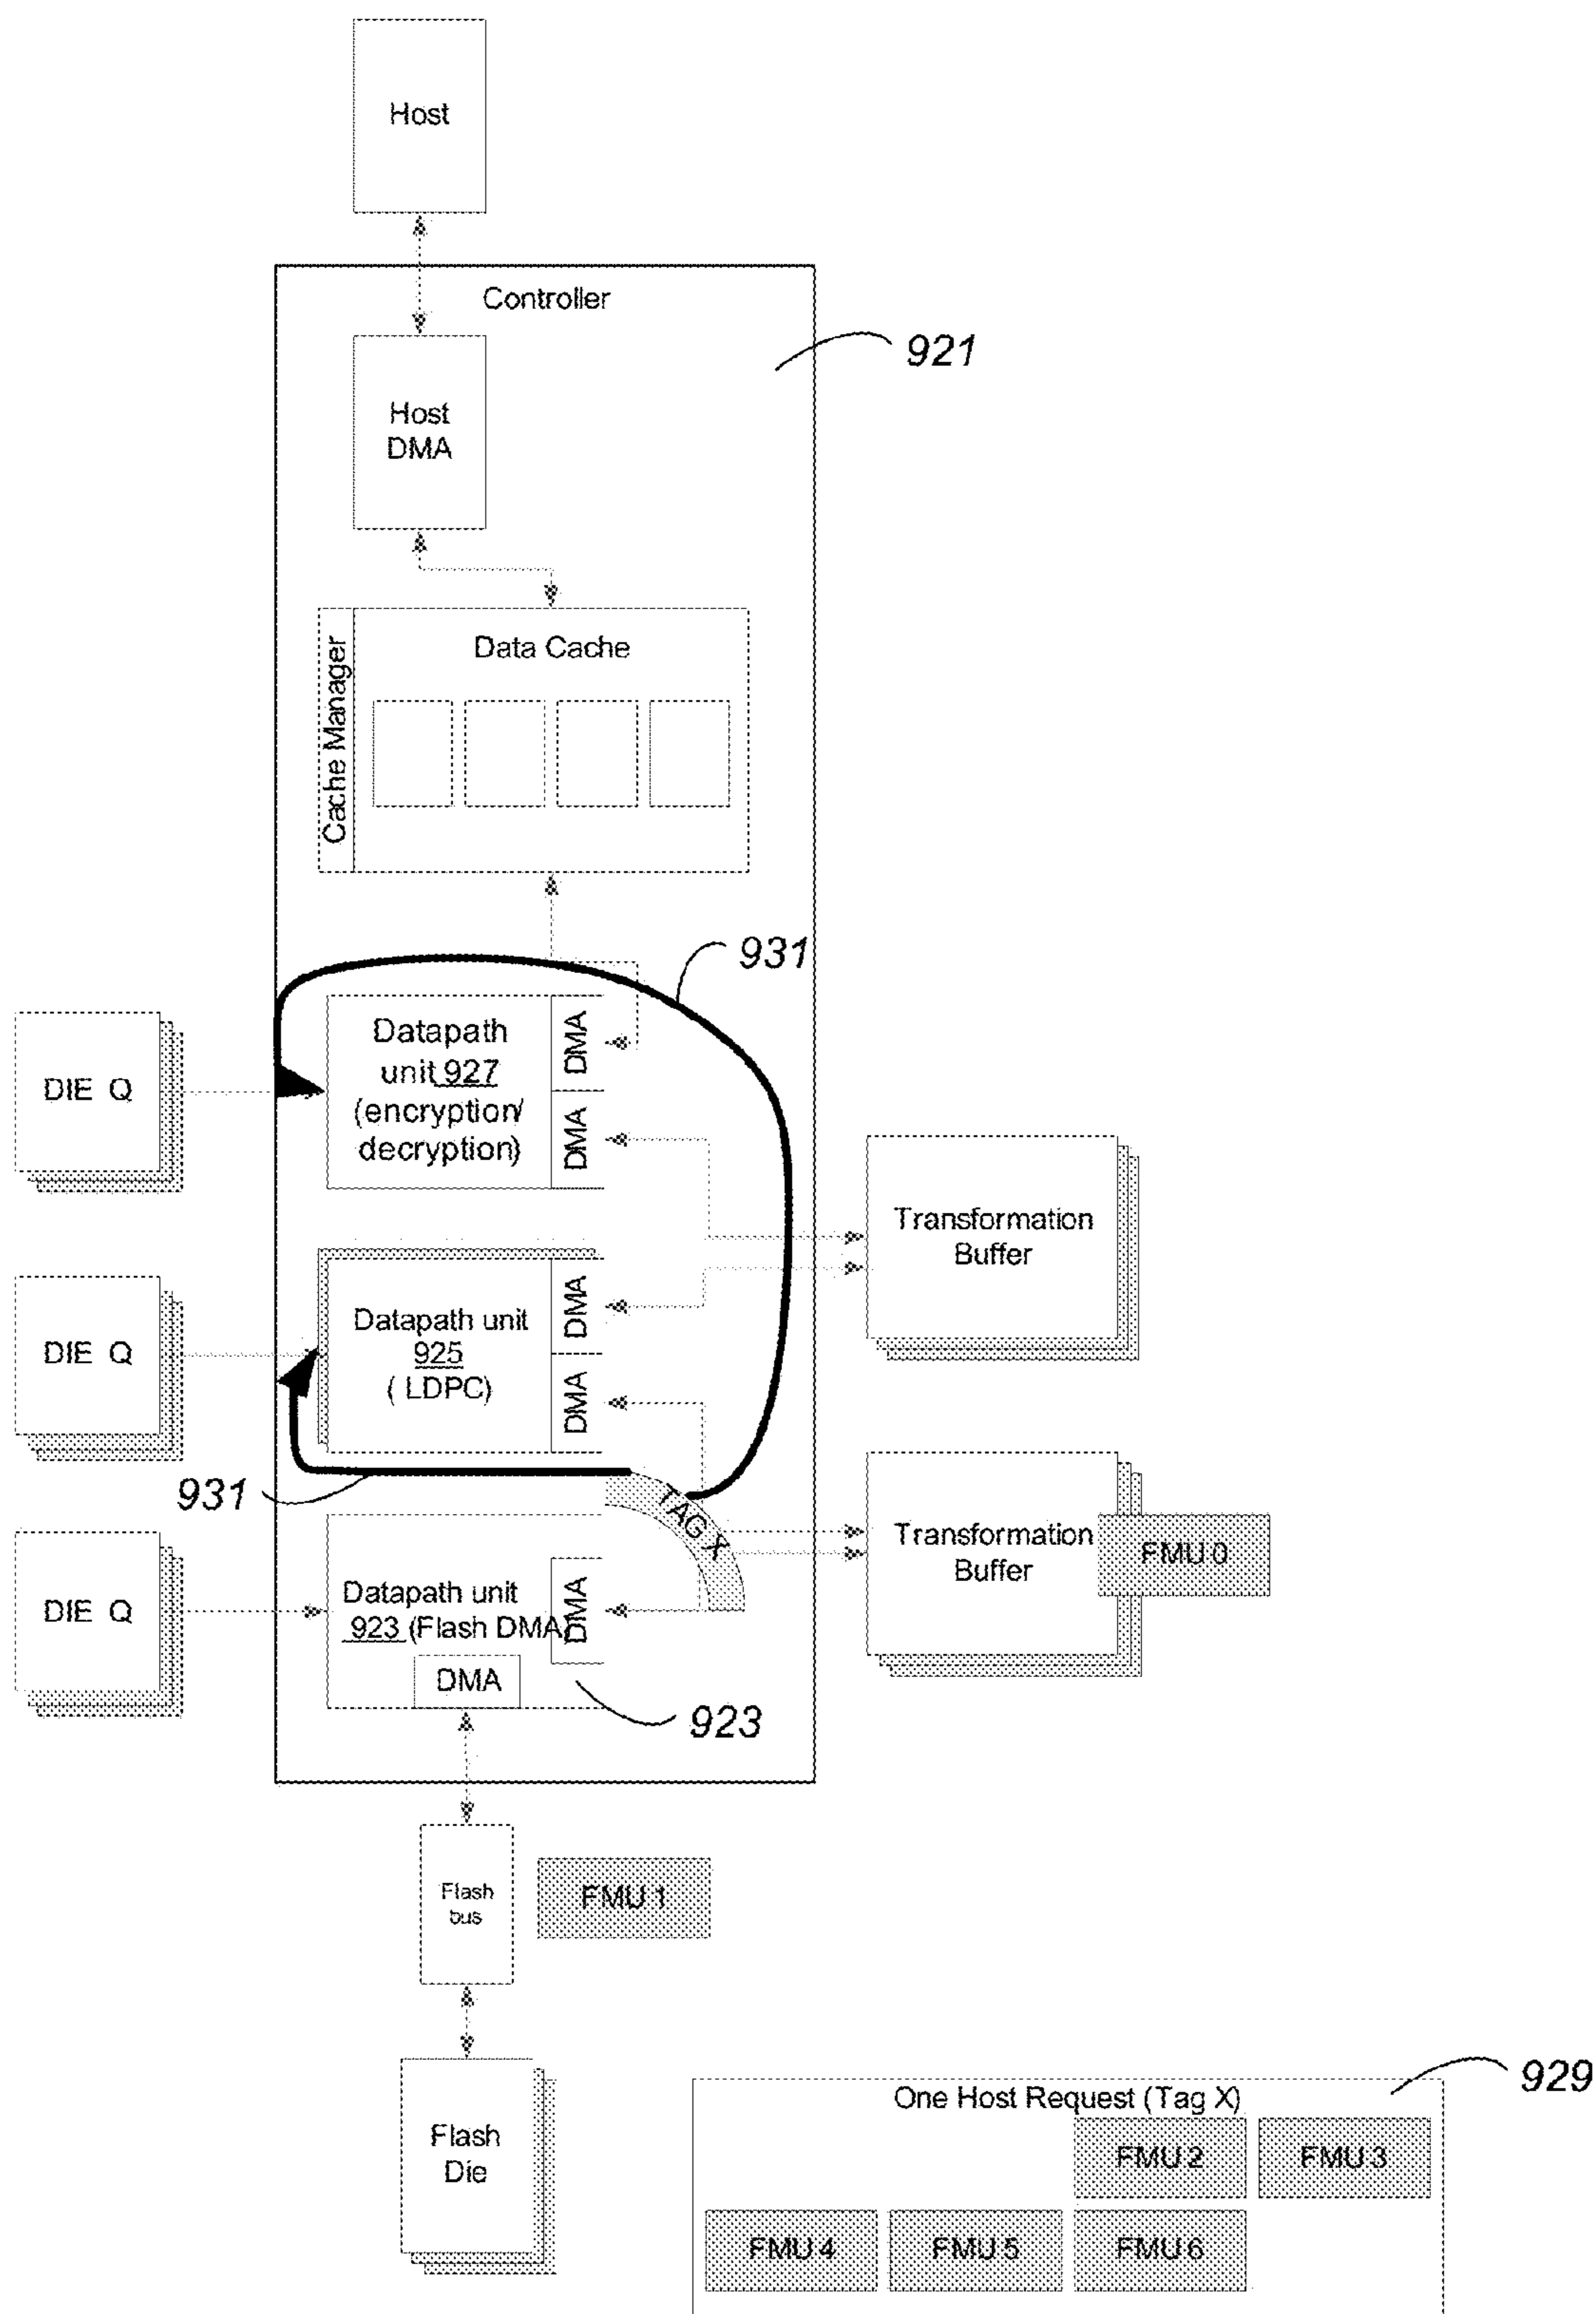 Host
Controller
921
Host
DMA
Cache Manager
Data Cache
931
DIE Q
Datapath
unit 927
(encryption/
decryption)
DMA
DMA
Transformation
Buffer
DIE Q
Datapath unit
925
( LDPC)
DMA
DMA
931
TAG X
DIE Q
Datapath unit
923 (Flash DMA)
DMA
DMA
923
Transformation
Buffer
FMU 0
Flash
bus
FMU 1
Flash
Die
929
One Host Request (Tag X)
FMU 2
FMU 3
FMU 4
FMU 5
FMU 6